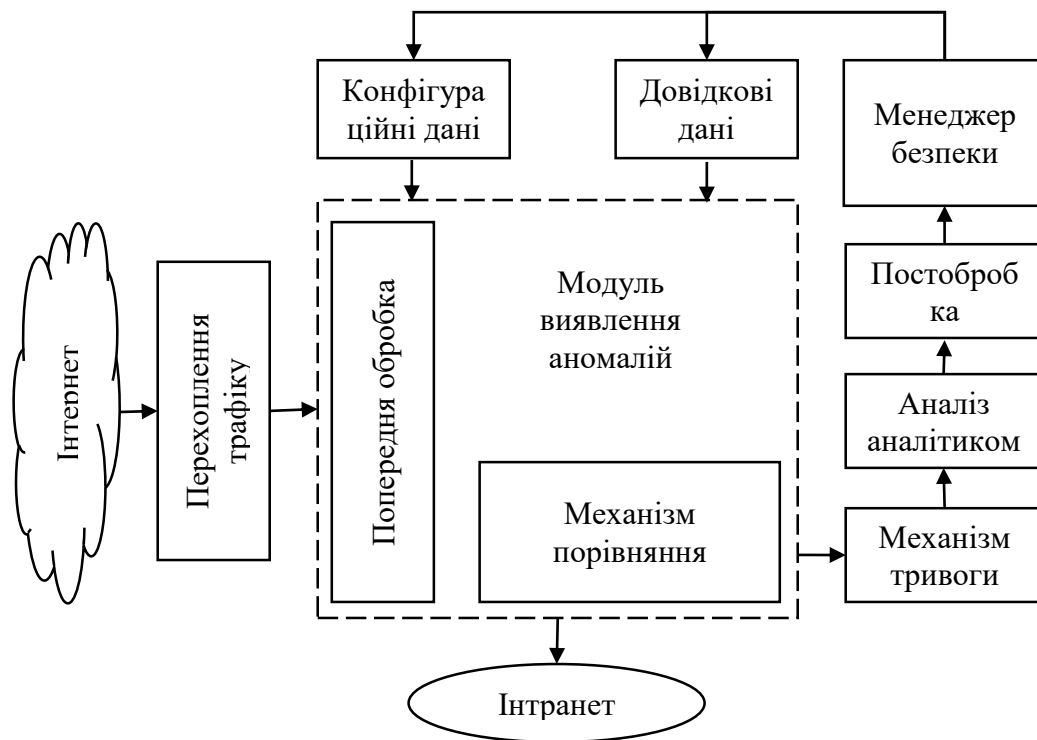 Конфігура
ційні дані
Довідкові
дані
Менеджер
безпеки
Інтернет
Перехоплення
трафіку
Попередня обробка
Модуль
виявлення
аномалій
Механізм
порівняння
Постоброб
ка
Аналіз
аналітиком
Механізм
тривоги
Інтранет